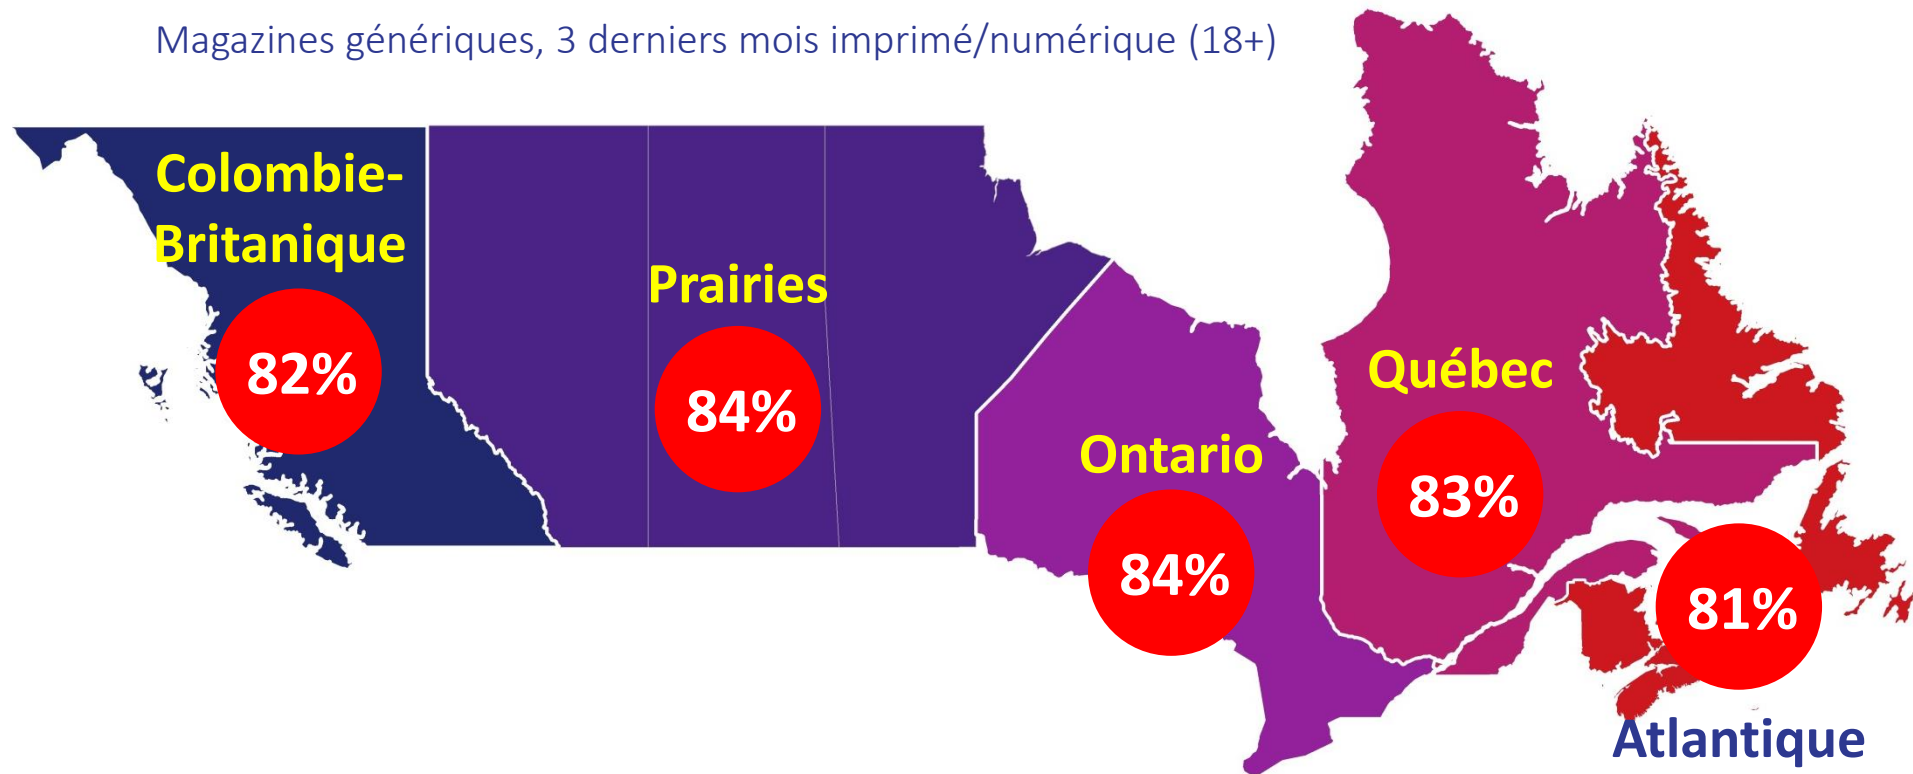 Magazines génériques, 3 derniers mois imprimé/numérique (18+)
Colombie-
Britanique
82%
Prairies
84%
Ontario
84%
Québec
83%
81%
Atlantique